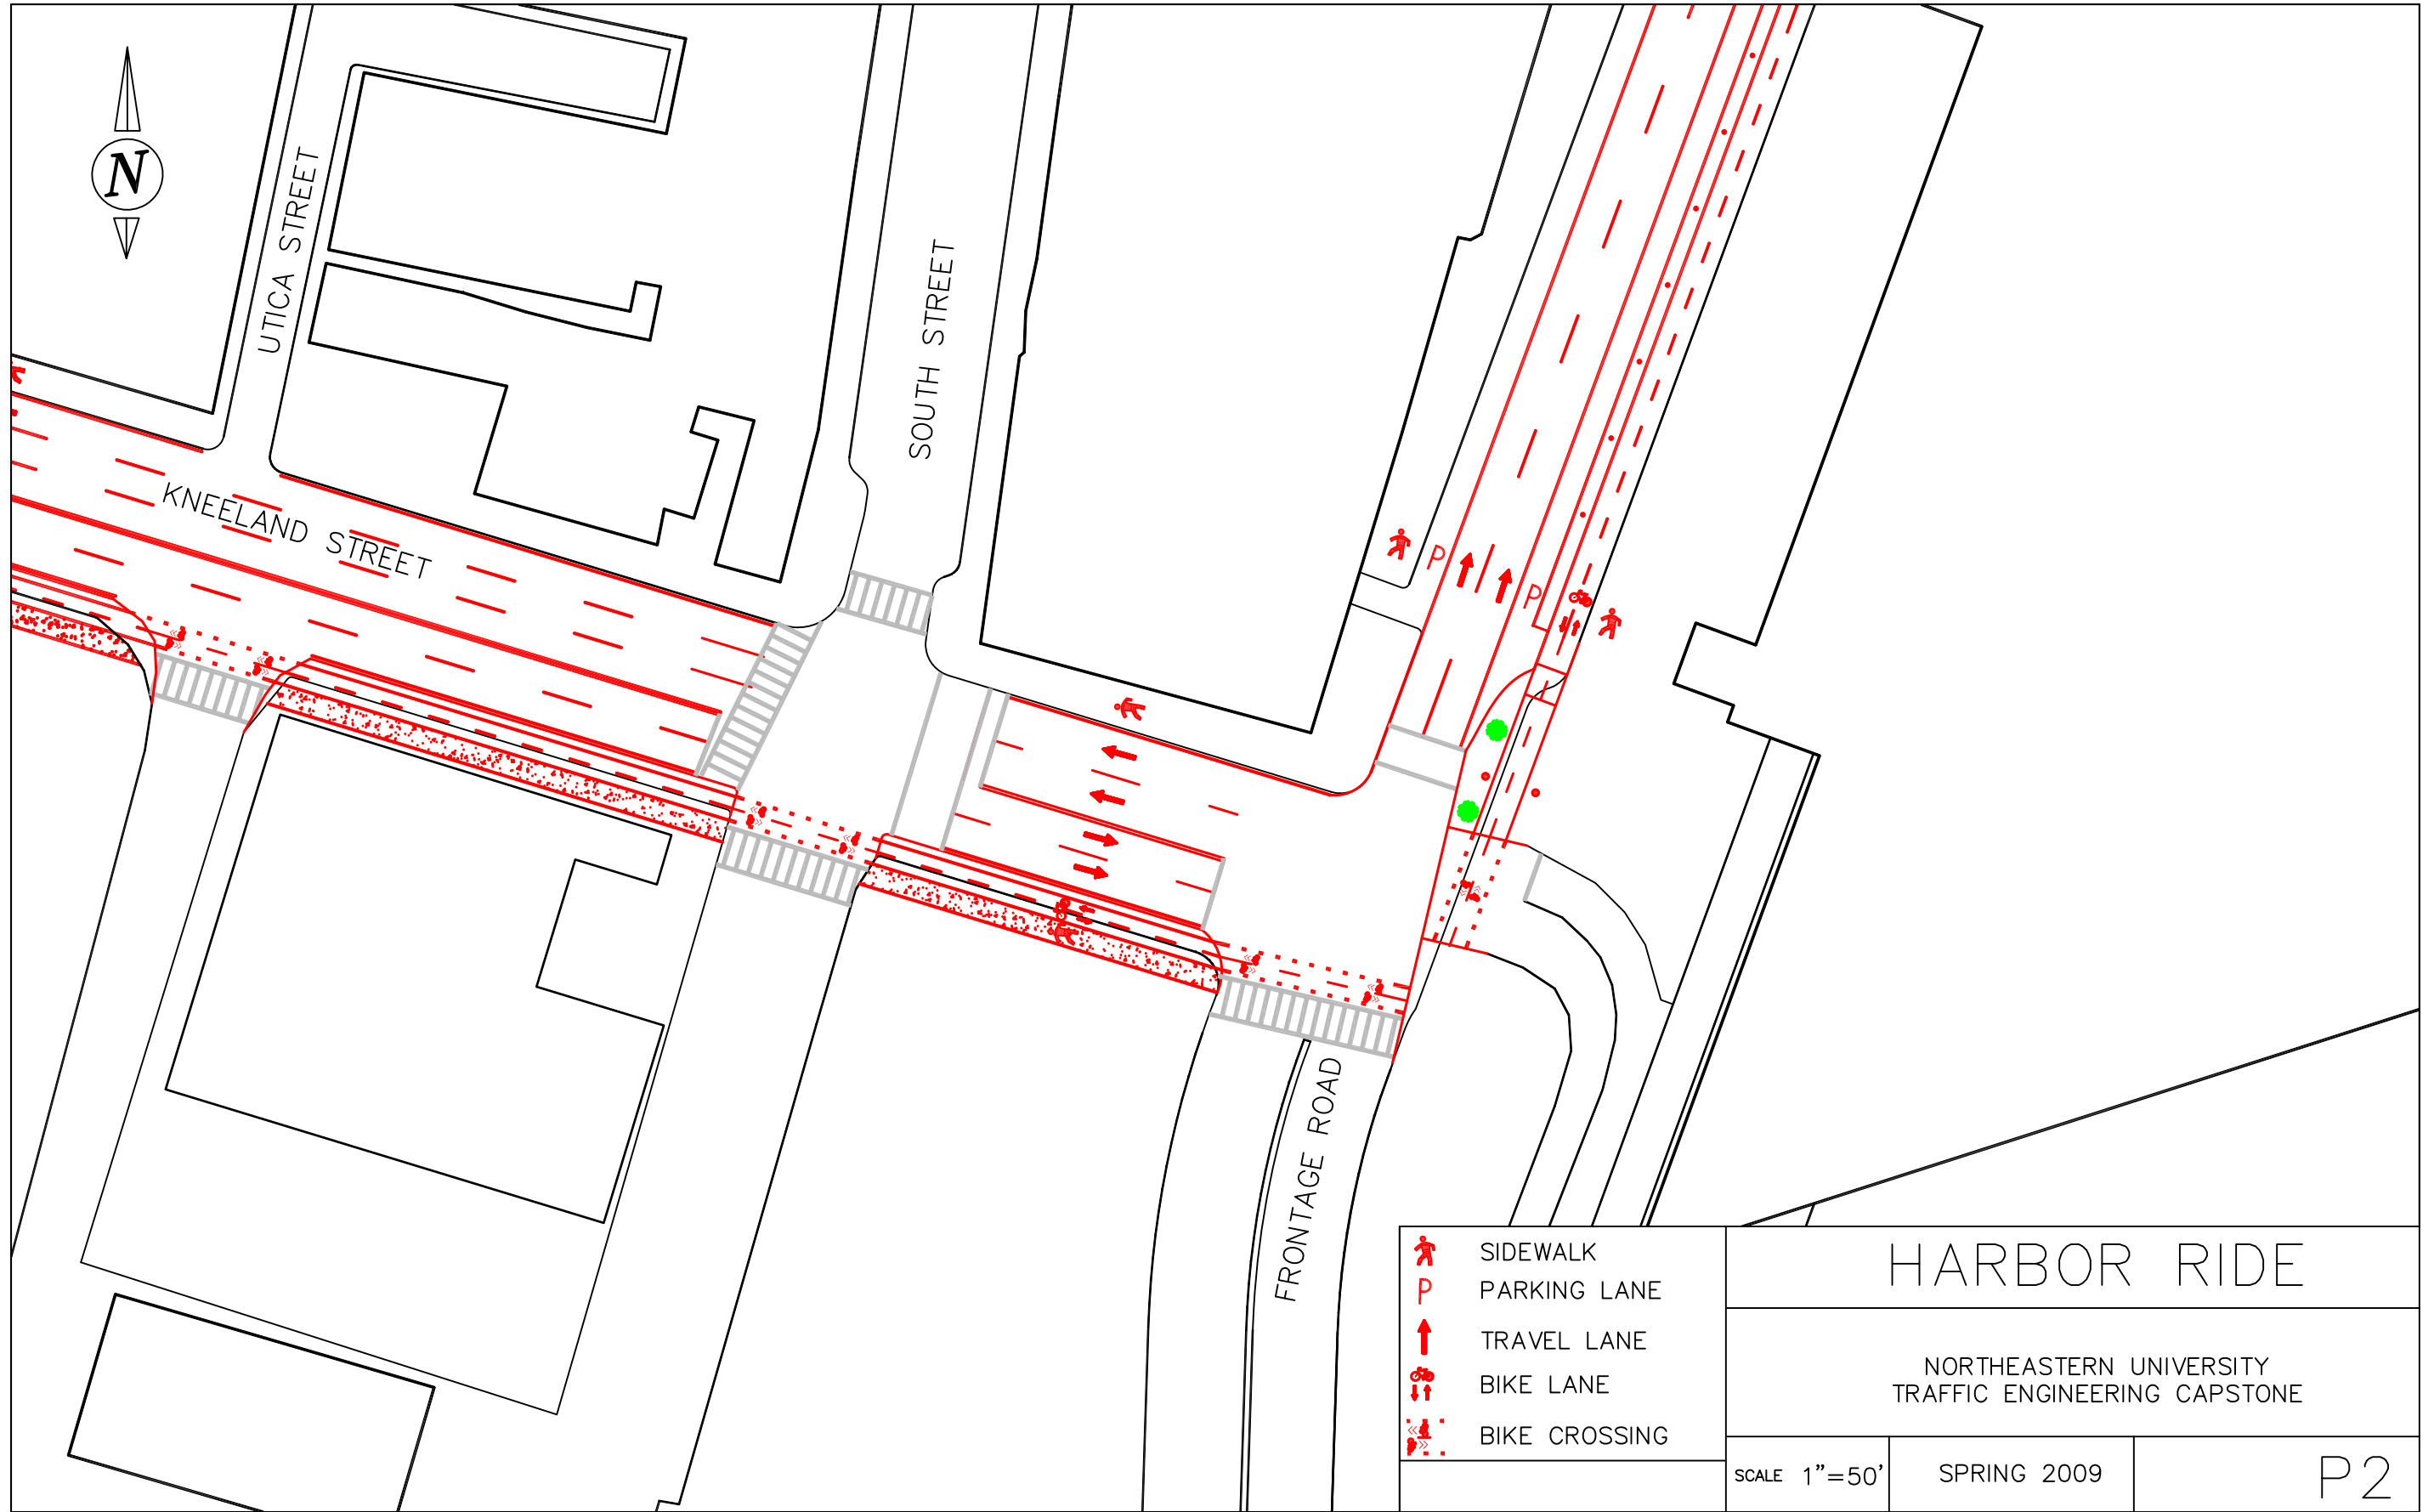 N
UTICA STREET
SOUTH STREET
KNEELAND STREET
P
P
FRONTAGE ROAD
SIDEWALK
P PARKING LANE
TRAVEL LANE
BIKE LANE
BIKE CROSSING
HARBOR RIDE
NORTHEASTERN UNIVERSITY
TRAFFIC ENGINEERING CAPSTONE
SCALE 1"=50'
SPRING 2009
P2